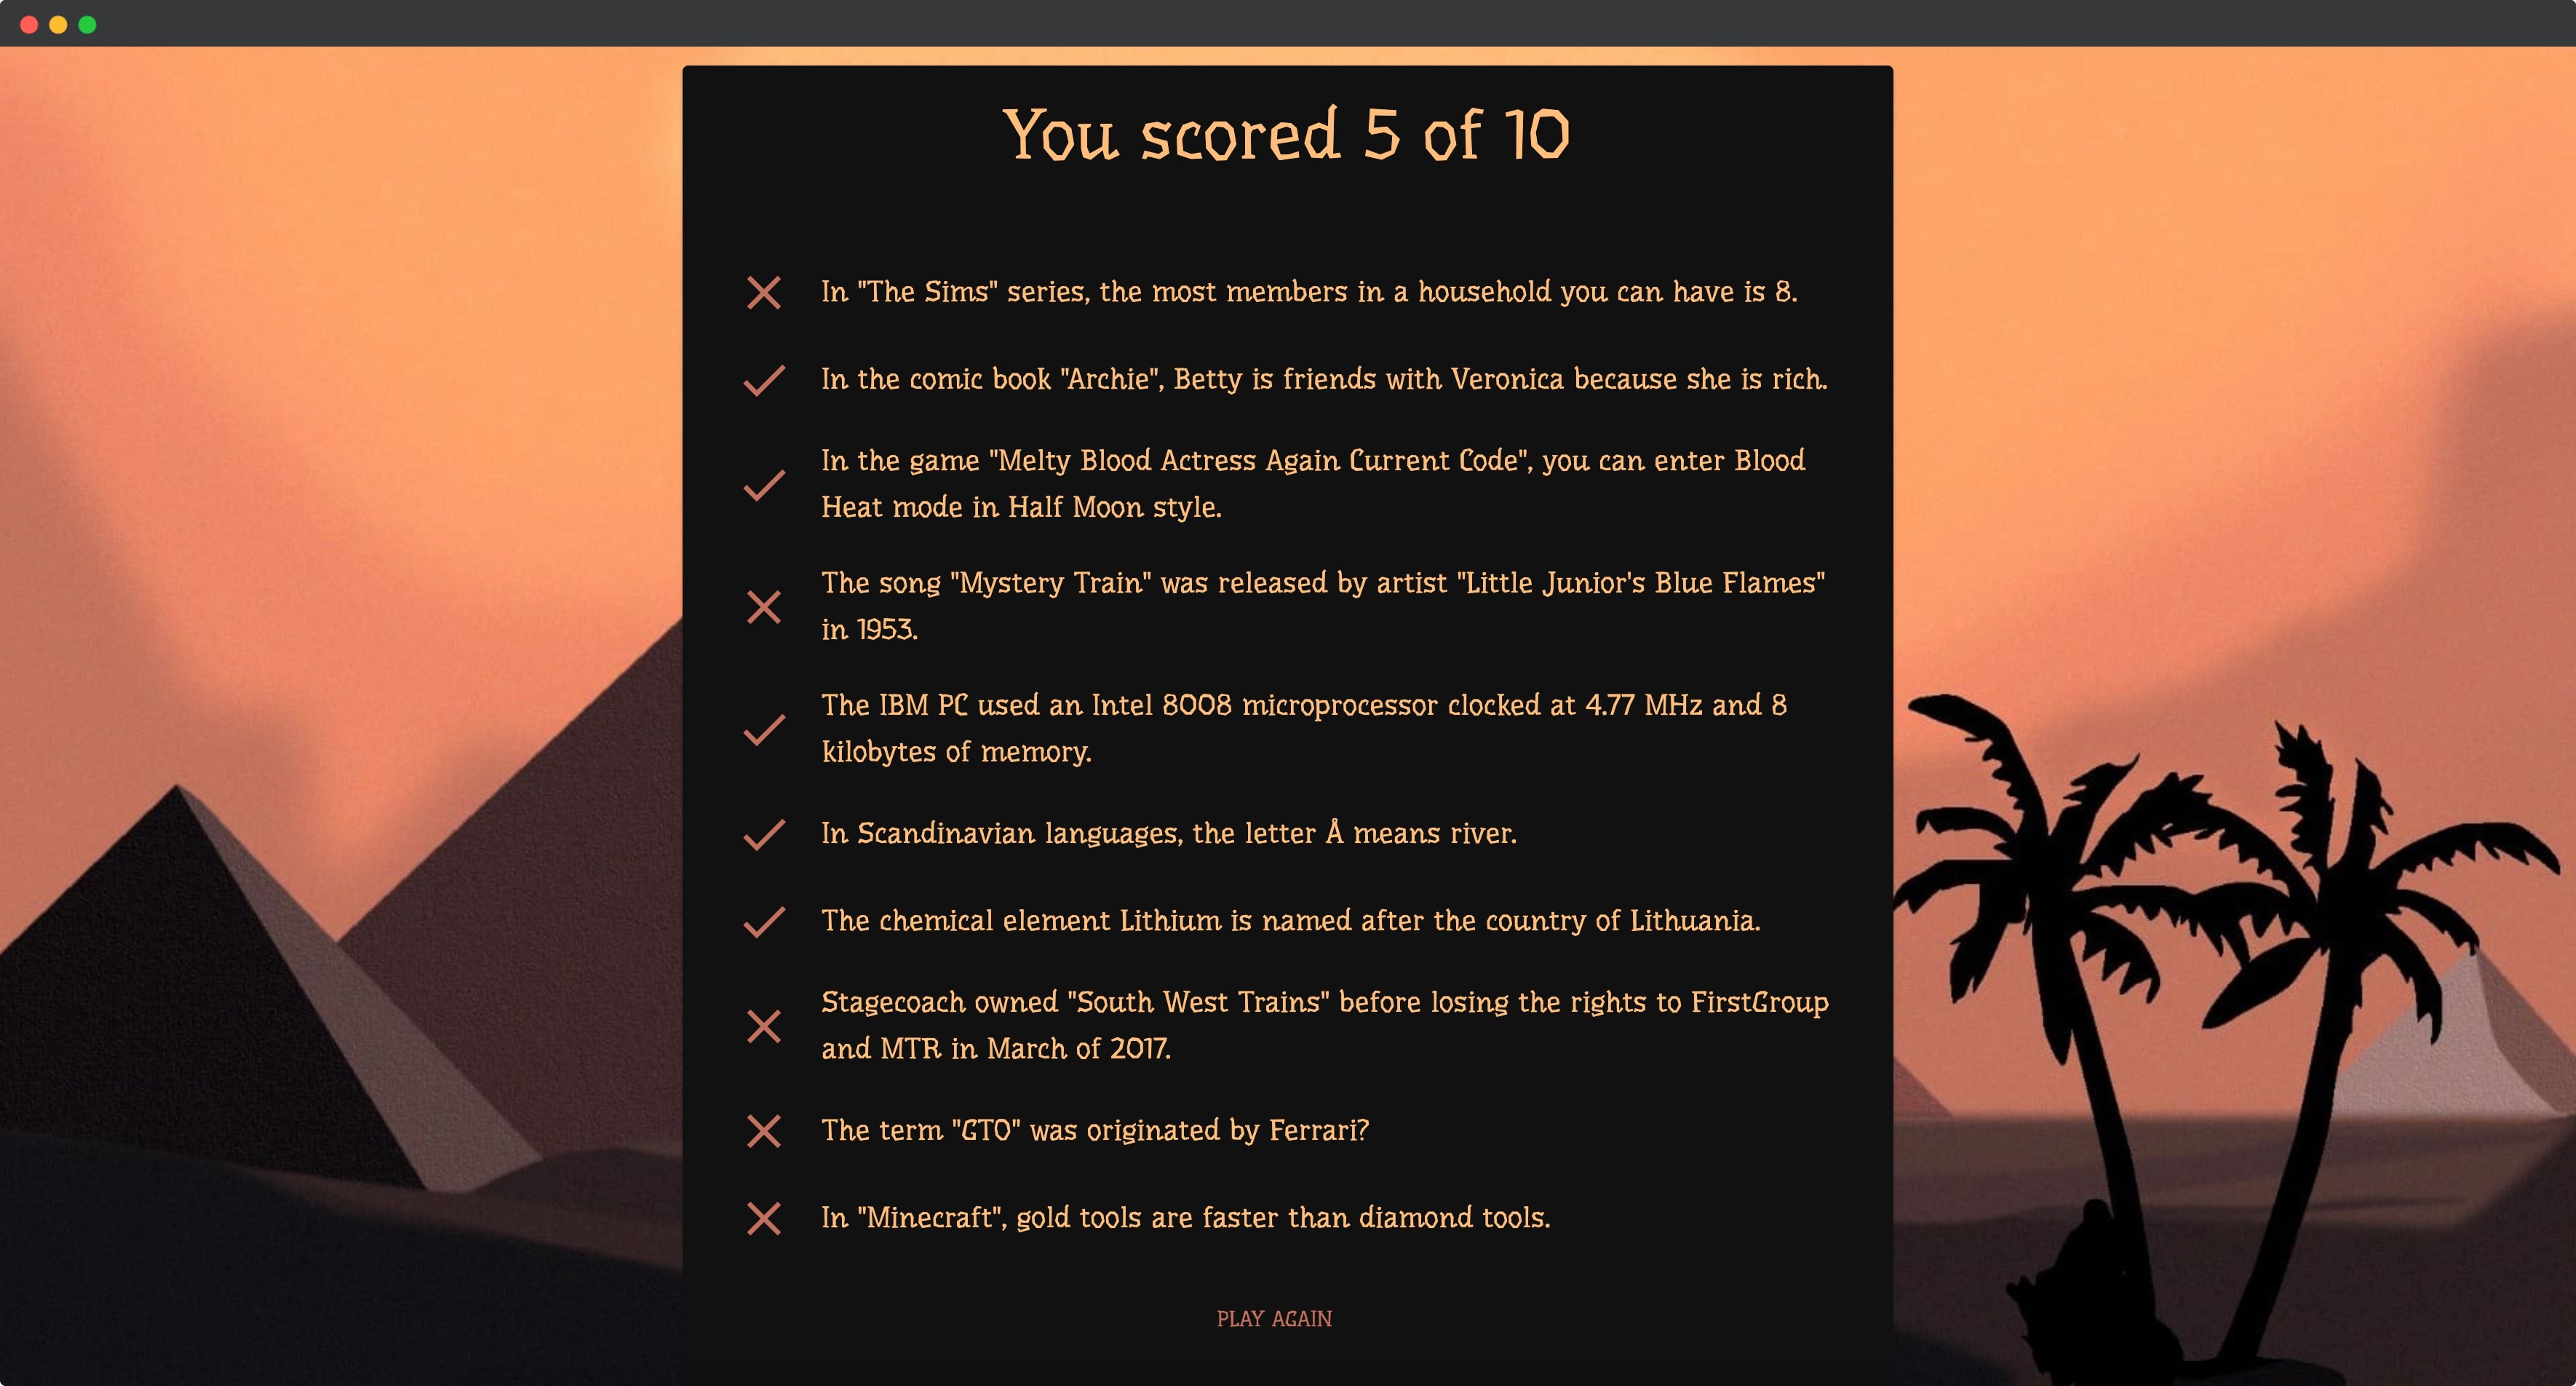 You scored 5 of 10
In "The Sims" series, the most members in a household you can have is 8.
In the comic book "Archie", Betty is friends with Veronica because she is rich.
In the game "Melty Blood Actress Again Current Code", you can enter Blood
Heat mode in Half Moon style.
The song "Mystery Train" was released by artist "Little Junior's Blue Flames"
in 1953.
The IBM PC used an Intel 8008 microprocessor clocked at 4.77 MHz and 8
kilobytes of memory.
In Scandinavian languages, the letter Å means river.
The chemical element Lithium is named after the country of Lithuania.
Stagecoach owned "South West Trains" before losing the rights to FirstGroup
and MTR in March of 2017.
The term "GTO" was originated by Ferrari?
In "Minecraft", gold tools are faster than diamond tools.
PLAY AGAIN